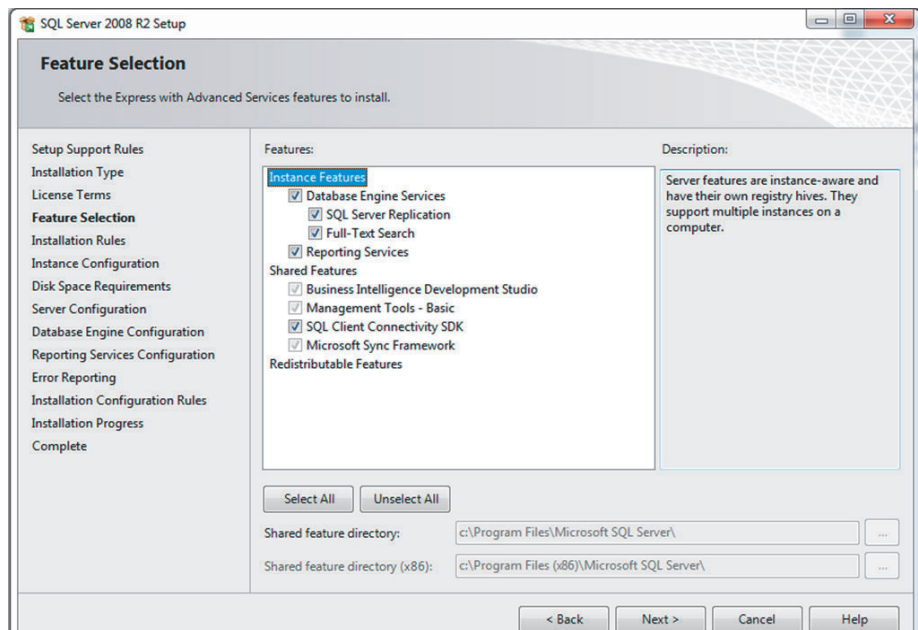 SQL Server 2008 R2 Setup
Feature Selection
Select the Express with Advanced Services features to install.
Setup Support Rules
Installation Type
License Terms
Feature Selection
Installation Rules
Instance Configuration
Disk Space Requirements
Server Configuration
Database Engine Configuration
Reporting Services Configuration
Error Reporting
Installation Configuration Rules
Installation Progress
Complete
Features:
Instance Features
Database Engine Services
SQL Server Replication
Full-Text Search
Reporting Services
Shared Features
Business Intelligence Development Studio
Management Tools - Basic
SQL Client Connectivity SDK
Microsoft Sync Framework
Redistributable Features
Description:
Server features are instance-aware and
have their own registry hives. They
support multiple instances on a
computer.
Select All
Unselect All
Shared feature directory:
c:\Program Files\Microsoft SQL Server\
...
Shared feature directory (x86):
c:\Program Files (x86)\Microsoft SQL Server\
...
< Back
Next >
Cancel
Help